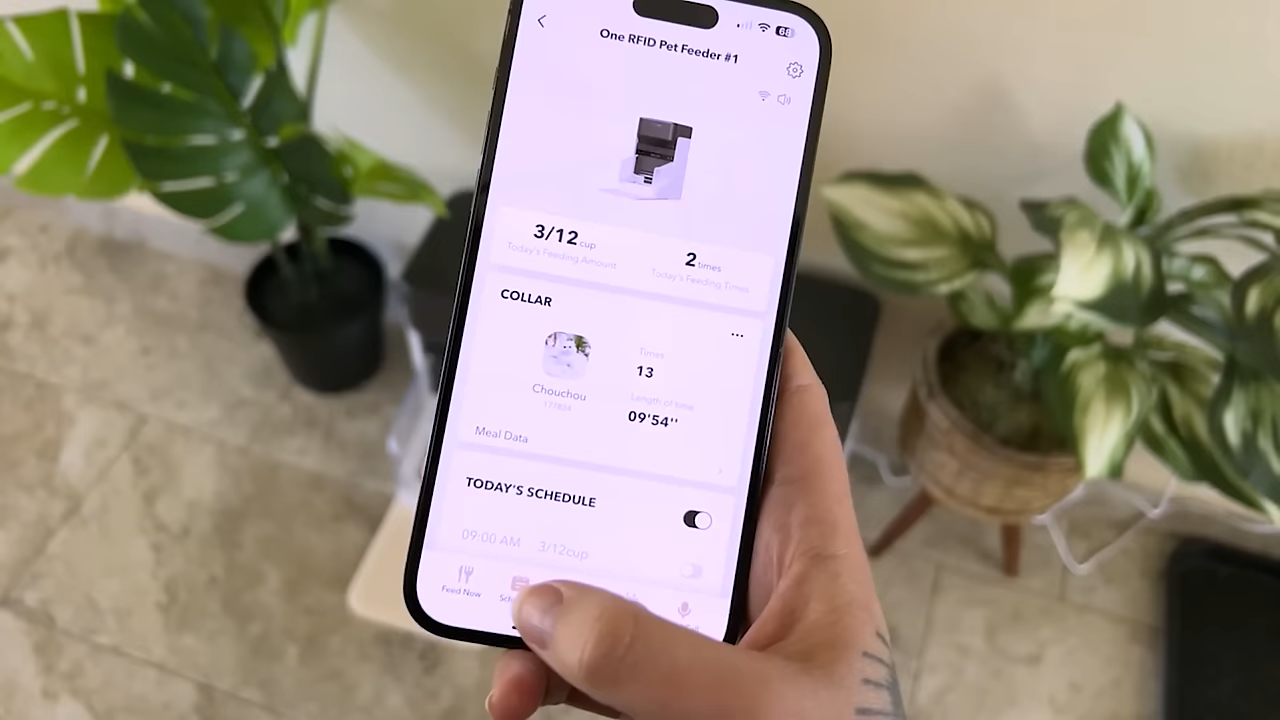 68
One RFID Pet Feeder #1
3/12 cup
Today's Feeding Amount
2 times
Today's Feeding Times
COLLAR
...
Times
13
Chouchou
Length of time
09'54''
Meal Data
TODAY'S SCHEDULE
09:00 AM 3/12cup
Feed Now